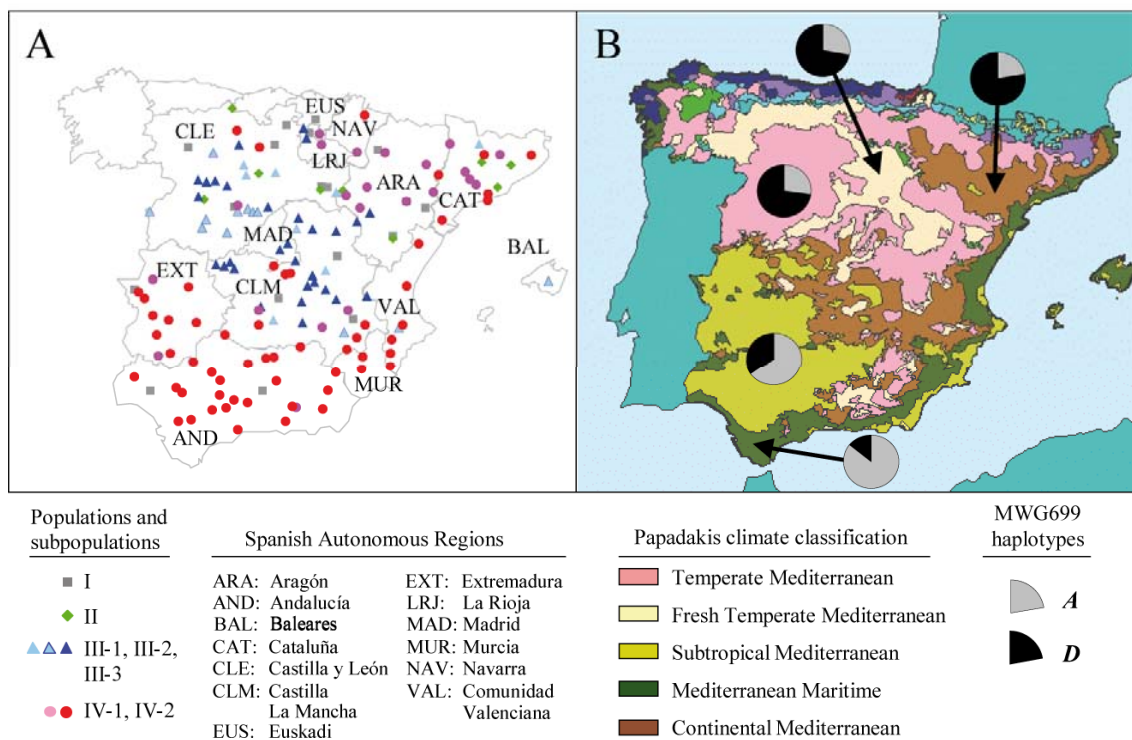 A
B
EUS
NAV
CLE
LRJ
ARA
CAT
MAD
BAL
EXT
CLM
VAL
MUR
AND
Populations and
subpopulations
I
II
III-1, III-2,
III-3
IV-1, IV-2
Spanish Autonomous Regions
ARA: Aragón
AND: Andalucía
BAL: Baleares
CAT: Cataluña
CLE: Castilla y León
CLM: Castilla
La Mancha
EUS: Euskadi
EXT: Extremadura
LRJ: La Rioja
MAD: Madrid
MUR: Murcia
NAV: Navarra
VAL: Comunidad
Valenciana
Papadakis climate classification
Temperate Mediterranean
Fresh Temperate Mediterranean
Subtropical Mediterranean
Mediterranean Maritime
Continental Mediterranean
MWG699
haplotypes
A
D